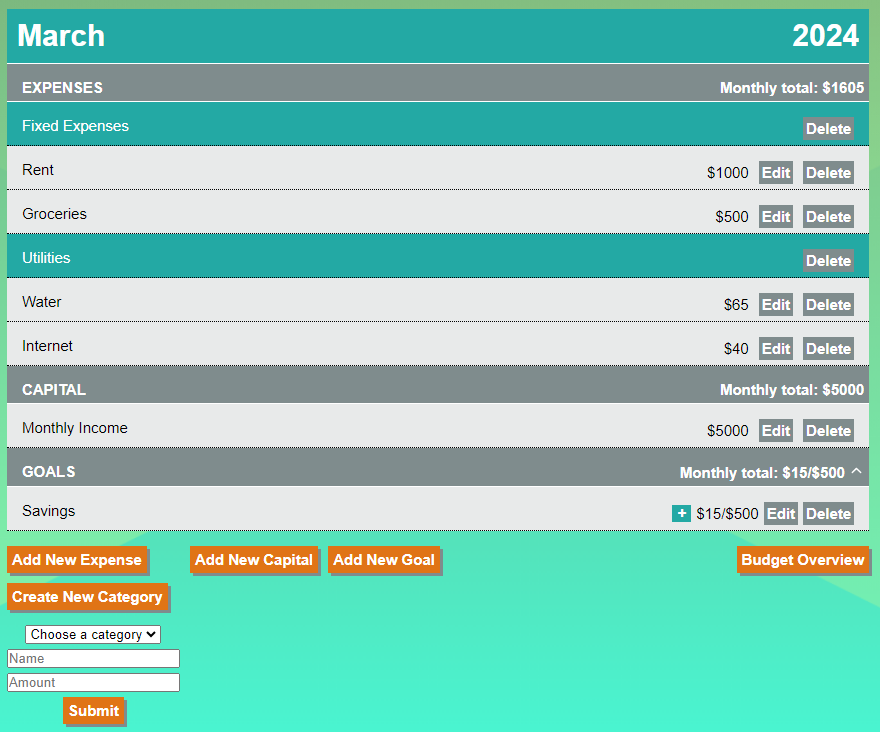 March 2024
EXPENSES Monthly total: $1605
Fixed Expenses Delete
Rent $1000 Edit Delete
Groceries $500 Edit Delete
Utilities Delete
Water $65 Edit Delete
Internet $40 Edit Delete
CAPITAL Monthly total: $5000
Monthly Income $5000 Edit Delete
GOALS Monthly total: $15/$500
Savings + $15/$500 Edit Delete
Add New Expense Add New Capital Add New Goal Budget Overview
Create New Category
Choose a category
Name
Amount
Submit